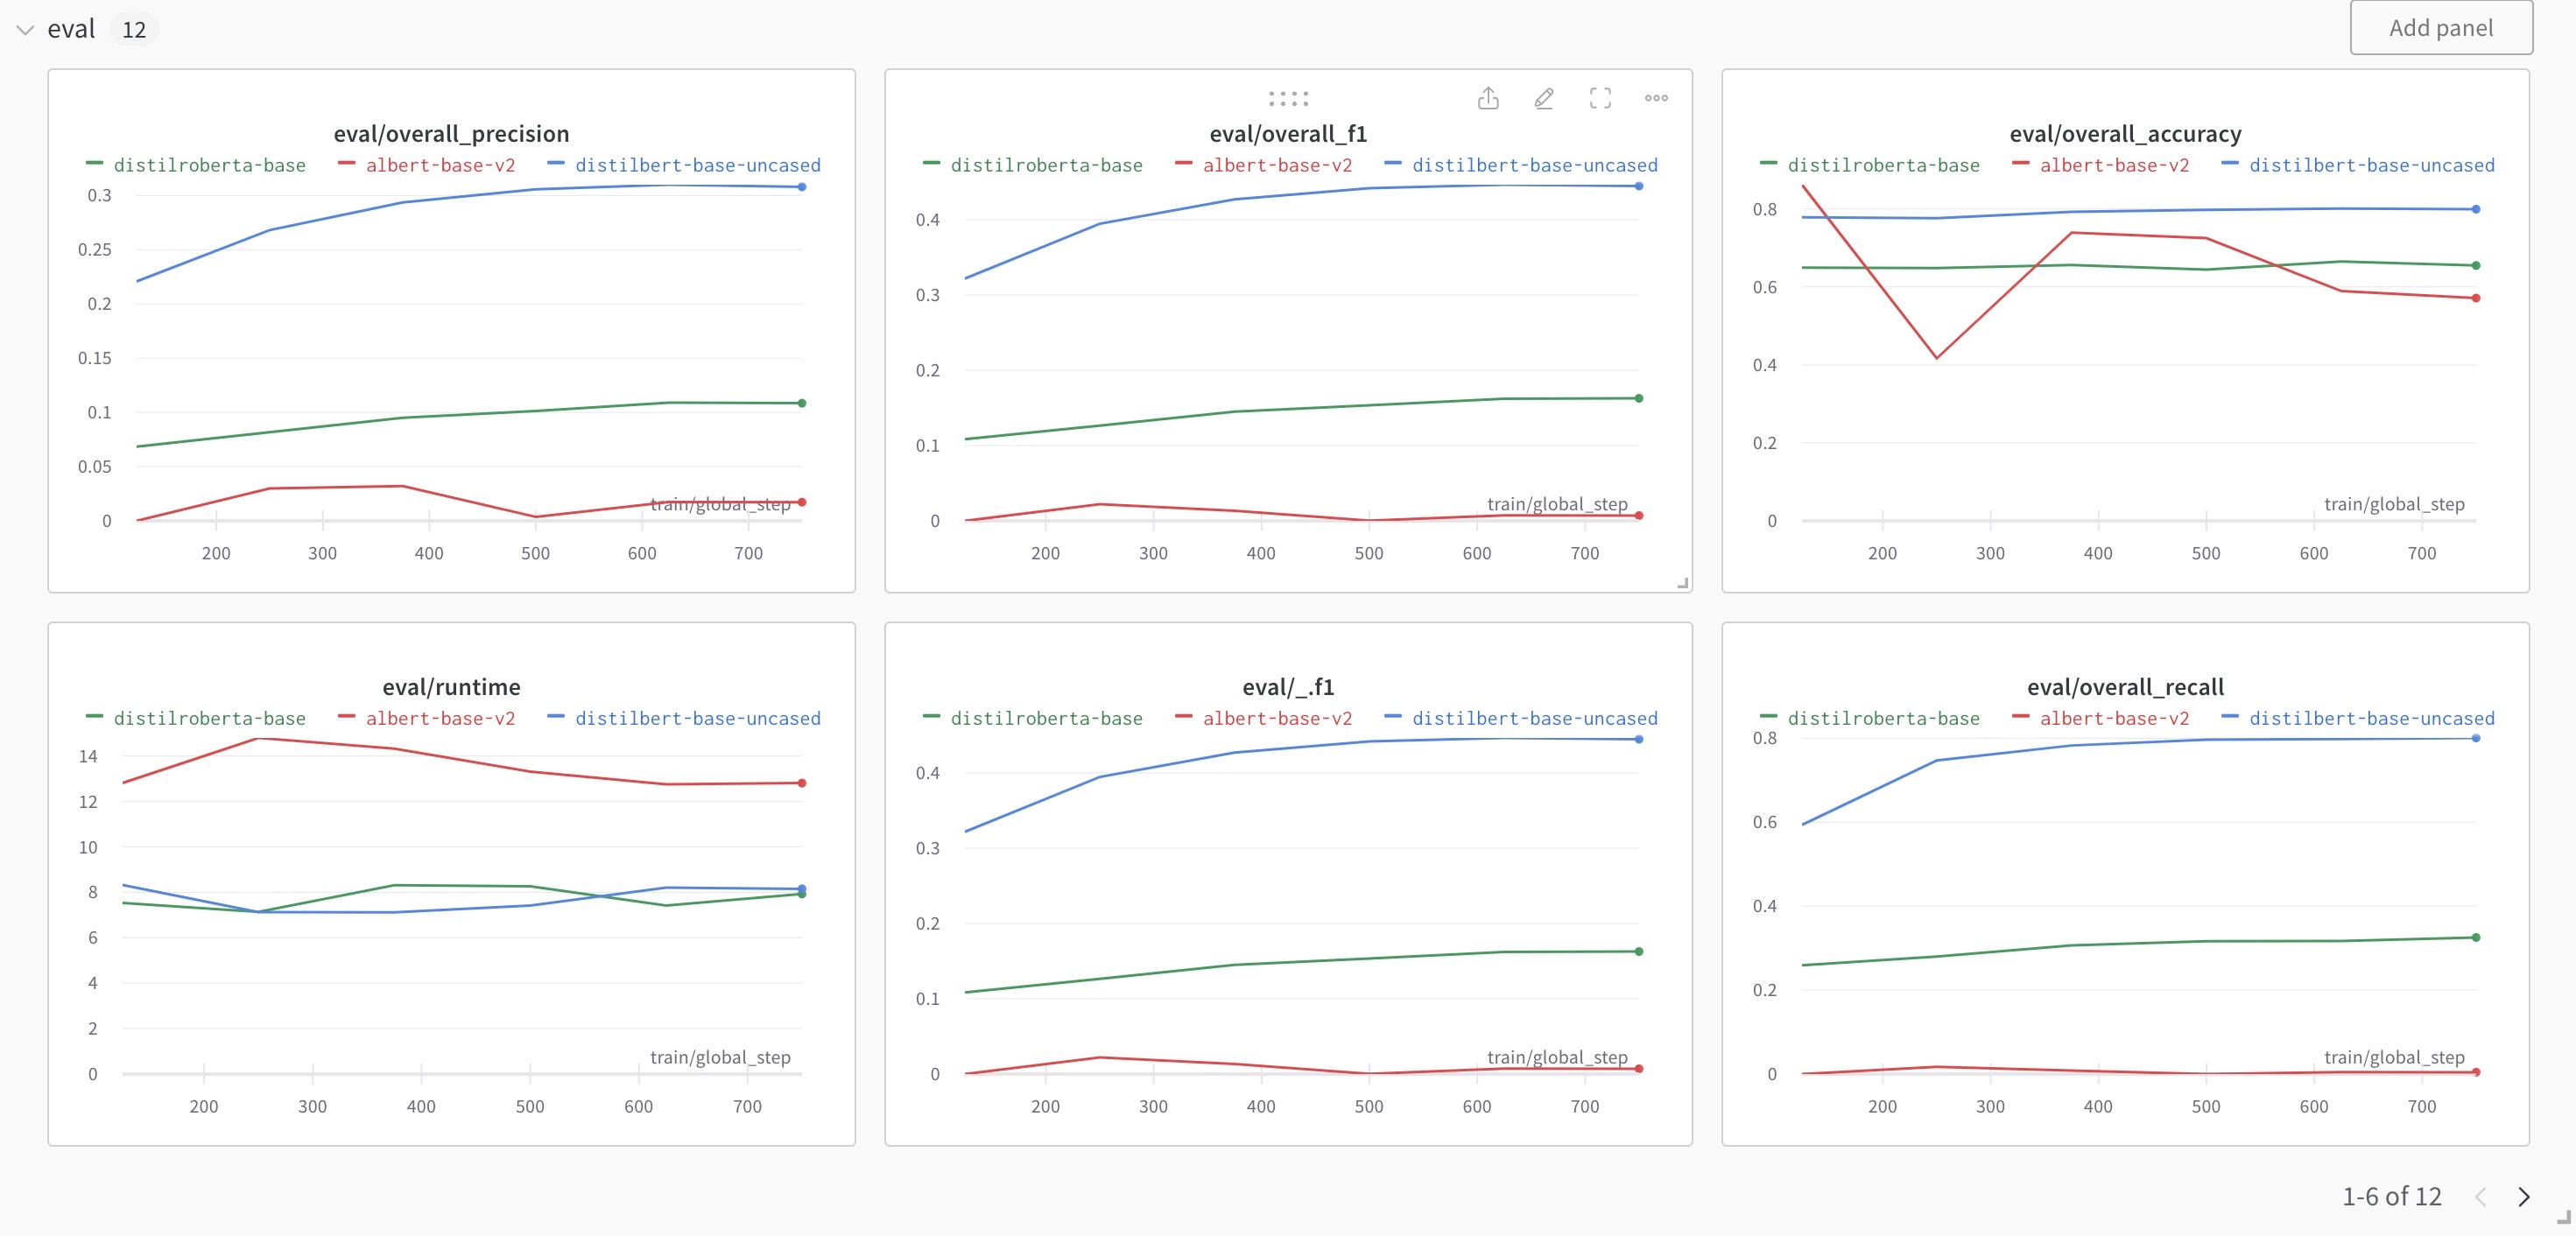 eval 12
Add panel
eval/overall_precision
distilroberta-base albert-base-v2 distilbert-base-uncased
0.3
0.25
0.2
0.15
0.1
0.05
0
train/global_step
200 300 400 500 600 700
eval/overall_f1
distilroberta-base albert-base-v2 distilbert-base-uncased
0.4
0.3
0.2
0.1
0
train/global_step
200 300 400 500 600 700
eval/overall_accuracy
distilroberta-base albert-base-v2 distilbert-base-uncased
0.8
0.6
0.4
0.2
0
train/global_step
200 300 400 500 600 700
eval/runtime
distilroberta-base albert-base-v2 distilbert-base-uncased
14
12
10
8
6
4
2
0
train/global_step
200 300 400 500 600 700
eval/_.f1
distilroberta-base albert-base-v2 distilbert-base-uncased
0.4
0.3
0.2
0.1
0
train/global_step
200 300 400 500 600 700
eval/overall_recall
distilroberta-base albert-base-v2 distilbert-base-uncased
0.8
0.6
0.4
0.2
0
train/global_step
200 300 400 500 600 700
1-6 of 12